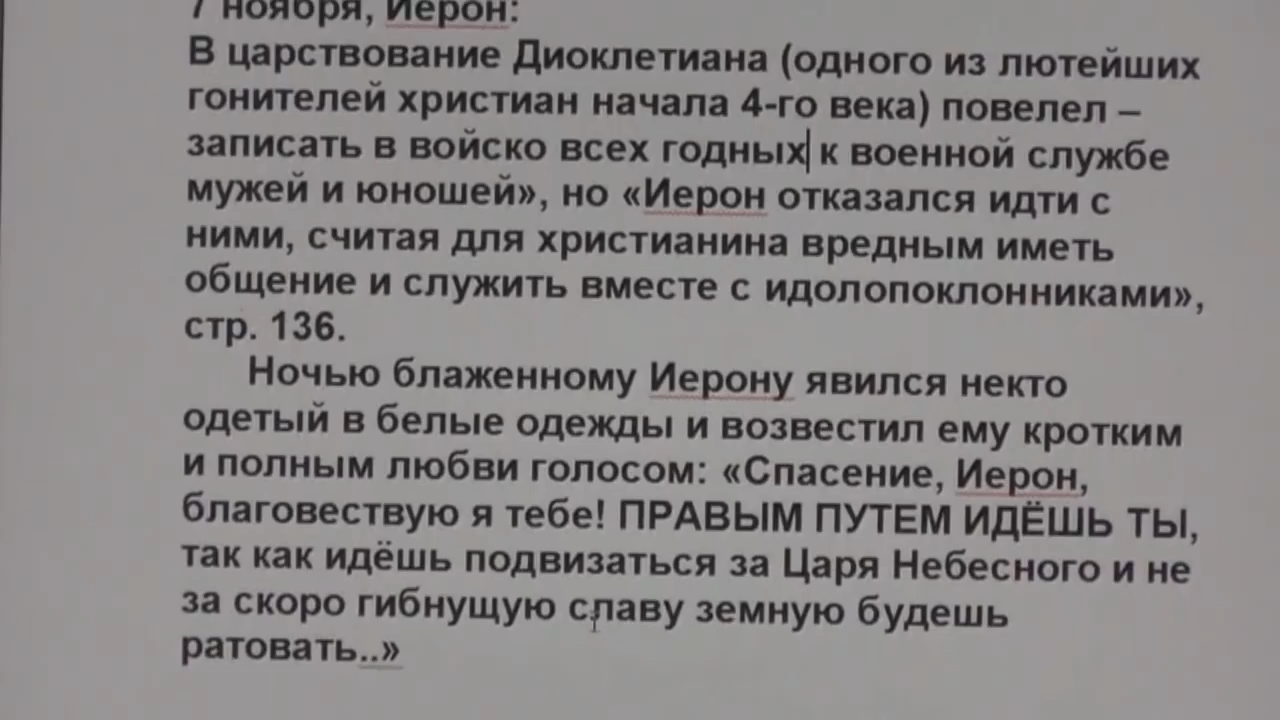 7 ноября, Иерон:
В царствование Диоклетиана (одного из лютейших
гонителей христиан начала 4-го века) повелел –
записать в войско всех годных к военной службе
мужей и юношей», но «Иерон отказался идти с
ними, считая для христианина вредным иметь
общение и служить вместе с идолопоклонниками»,
стр. 136.
Ночью блаженному Иерону явился некто
одетый в белые одежды и возвестил ему кротким
и полным любви голосом: «Спасение, Иерон,
благовествую я тебе! ПРАВЫМ ПУТЕМ ИДЁШЬ ТЫ,
так как идёшь подвизаться за Царя Небесного и не
за скоро гибнущую славу земную будешь
ратовать..»